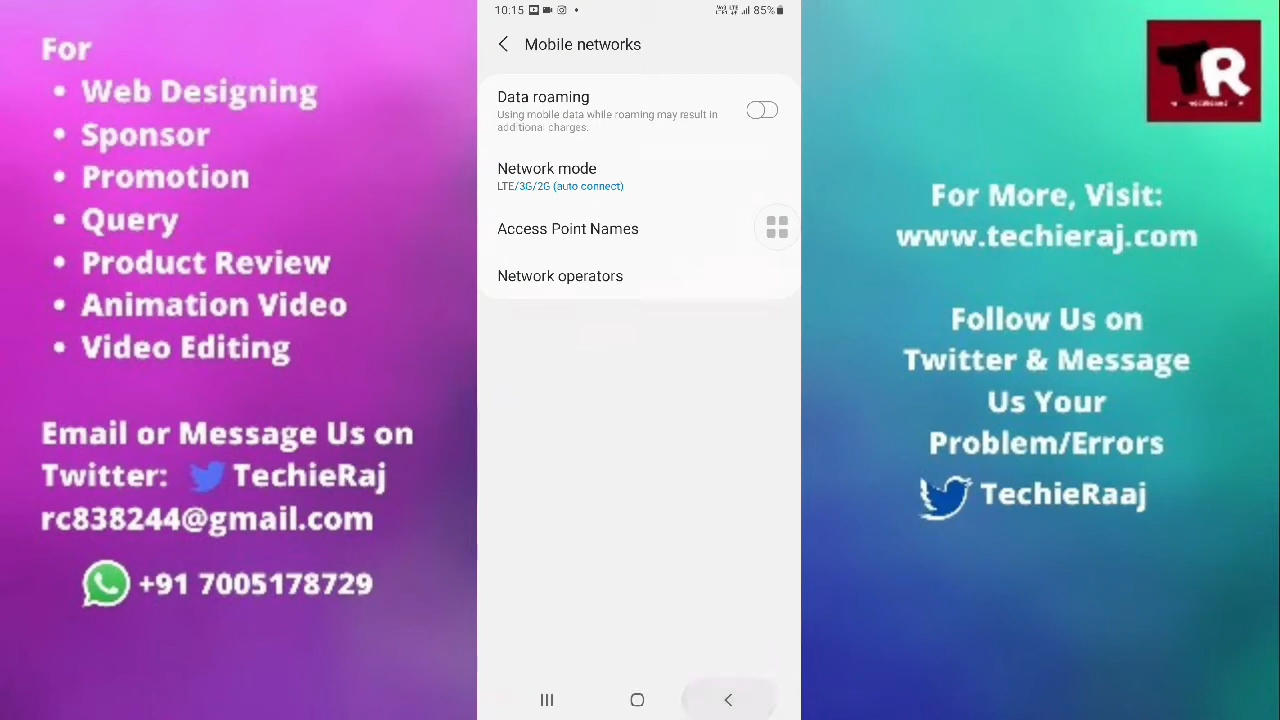 For
• Web Designing
• Sponsor
• Promotion
• Query
• Product Review
• Animation Video
• Video Editing
Email or Message Us on
Twitter: TechieRaj
rc838244@gmail.com
+91 7005178729
10:15
85%
Mobile networks
Data roaming
Using mobile data while roaming may result in
additional charges.
Network mode
LTE/3G/2G (auto connect)
Access Point Names
Network operators
TR
For More, Visit:
www.techieraj.com
Follow Us on
Twitter & Message
Us Your
Problem/Errors
TechieRaaj